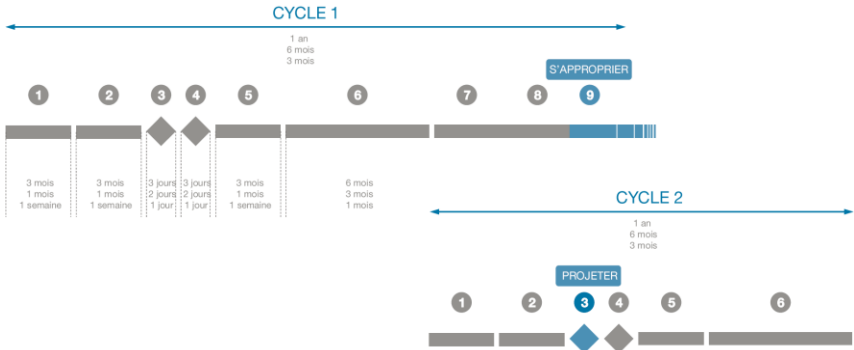 CYCLE 1
1 an
6 mois
3 mois
S'APPROPRIER
1 2 3 4 5 6 7 8 9
3 mois 3 mois 3 jours 3 jours 3 mois 6 mois
1 mois 1 mois 2 jours 2 jours 1 mois 3 mois
1 semaine 1 semaine 1 jour 1 jour 1 semaine 1 mois
CYCLE 2
1 an
6 mois
3 mois
PROJETER
1 2 3 4 5 6